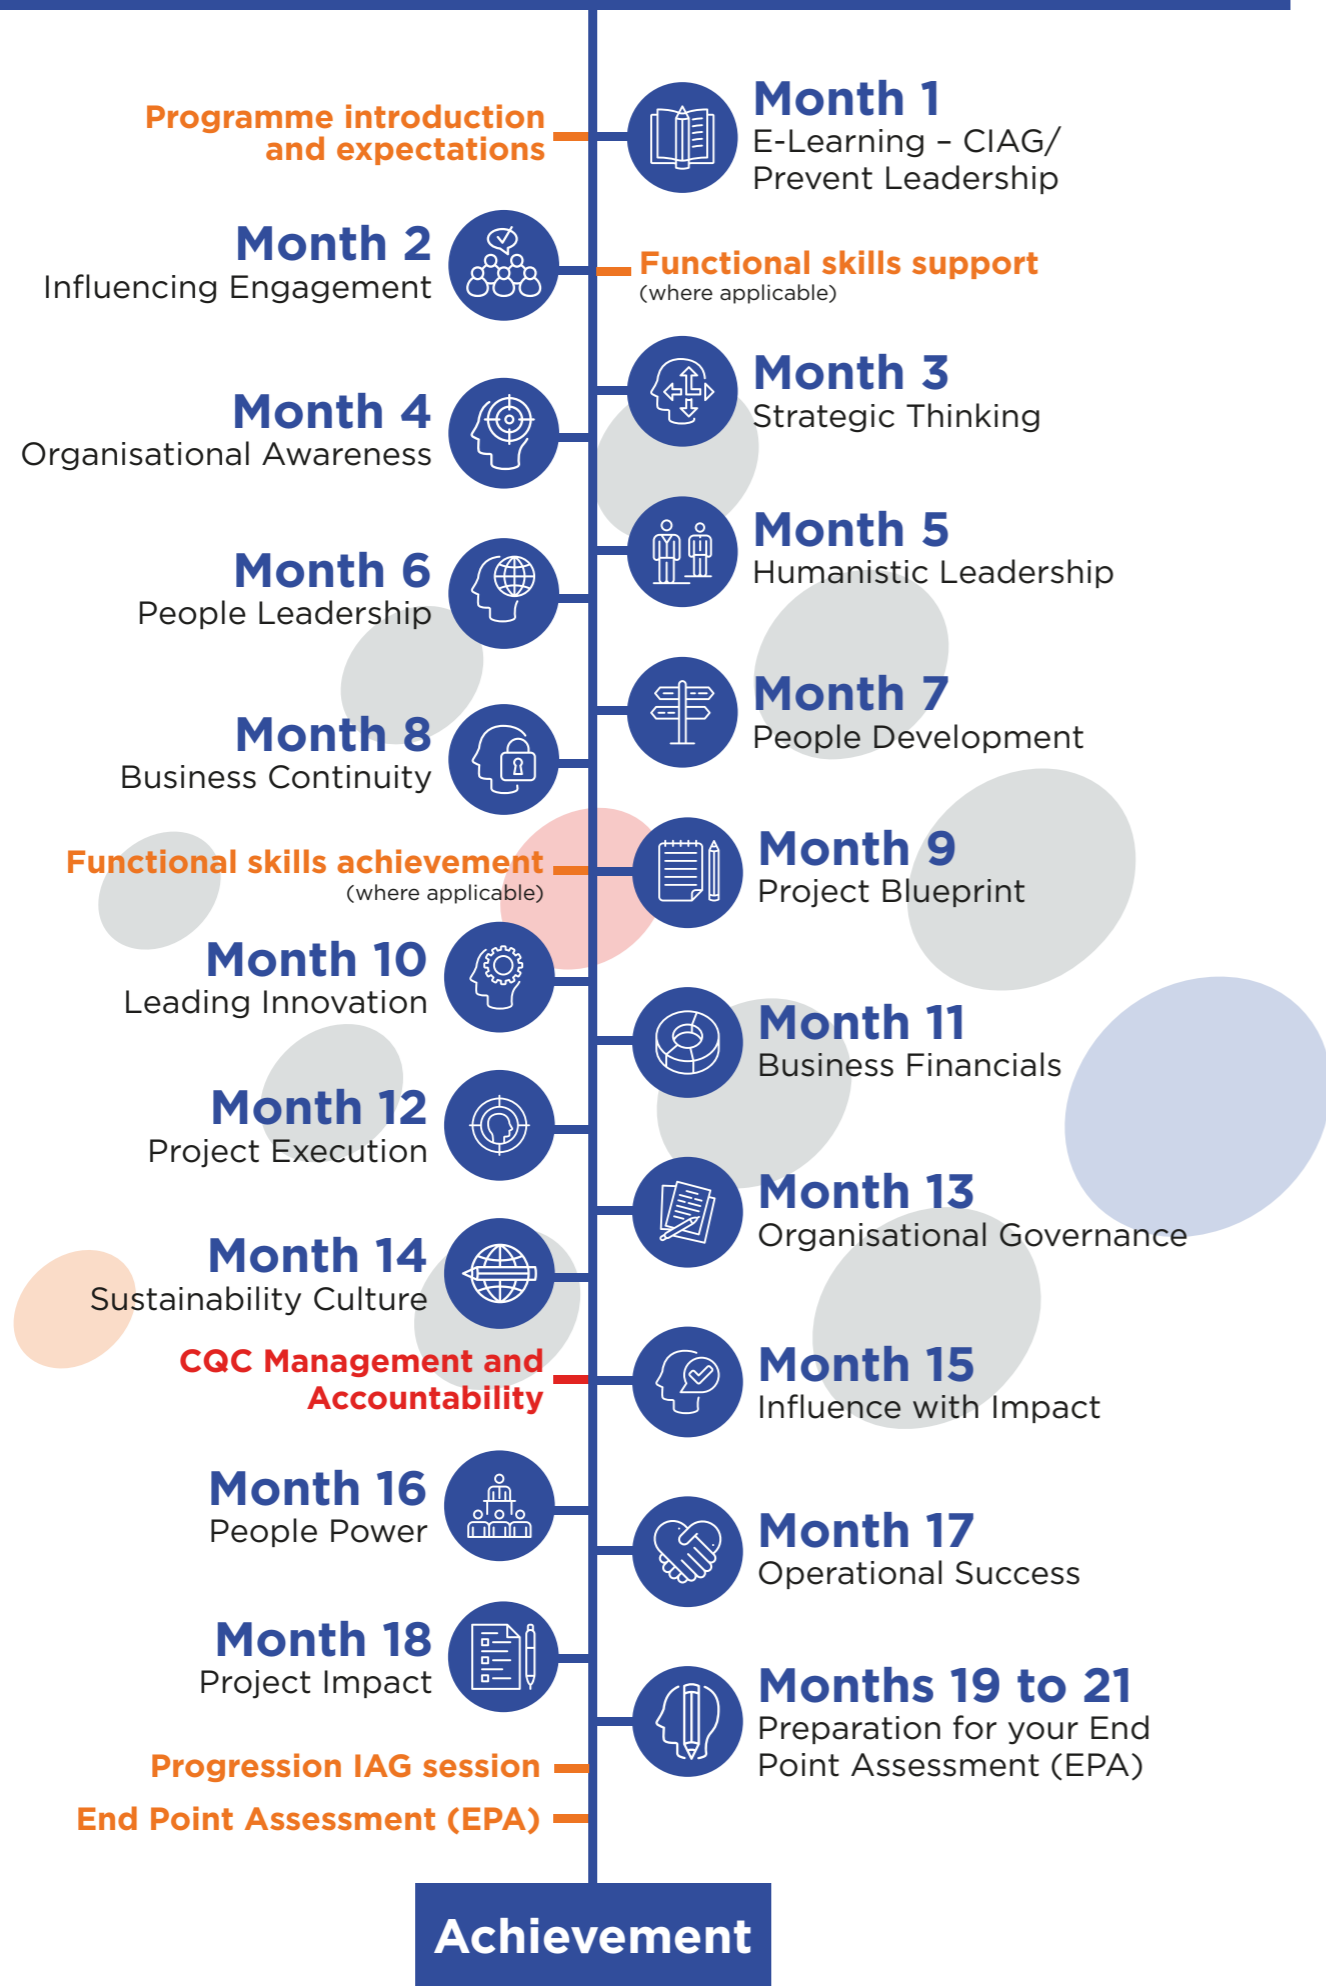 Programme introduction
and expectations
Month 1
E-Learning – CIAG/
Prevent Leadership
Month 2
Influencing Engagement
Functional skills support
(where applicable)
Month 3
Strategic Thinking
Month 4
Organisational Awareness
Month 5
Humanistic Leadership
Month 6
People Leadership
Month 7
People Development
Month 8
Business Continuity
Functional skills achievement
(where applicable)
Month 9
Project Blueprint
Month 10
Leading Innovation
Month 11
Business Financials
Month 12
Project Execution
Month 13
Organisational Governance
Month 14
Sustainability Culture
CQC Management and
Accountability
Month 15
Influence with Impact
Month 16
People Power
Month 17
Operational Success
Month 18
Project Impact
Months 19 to 21
Preparation for your End
Point Assessment (EPA)
Progression IAG session
End Point Assessment (EPA)
Achievement